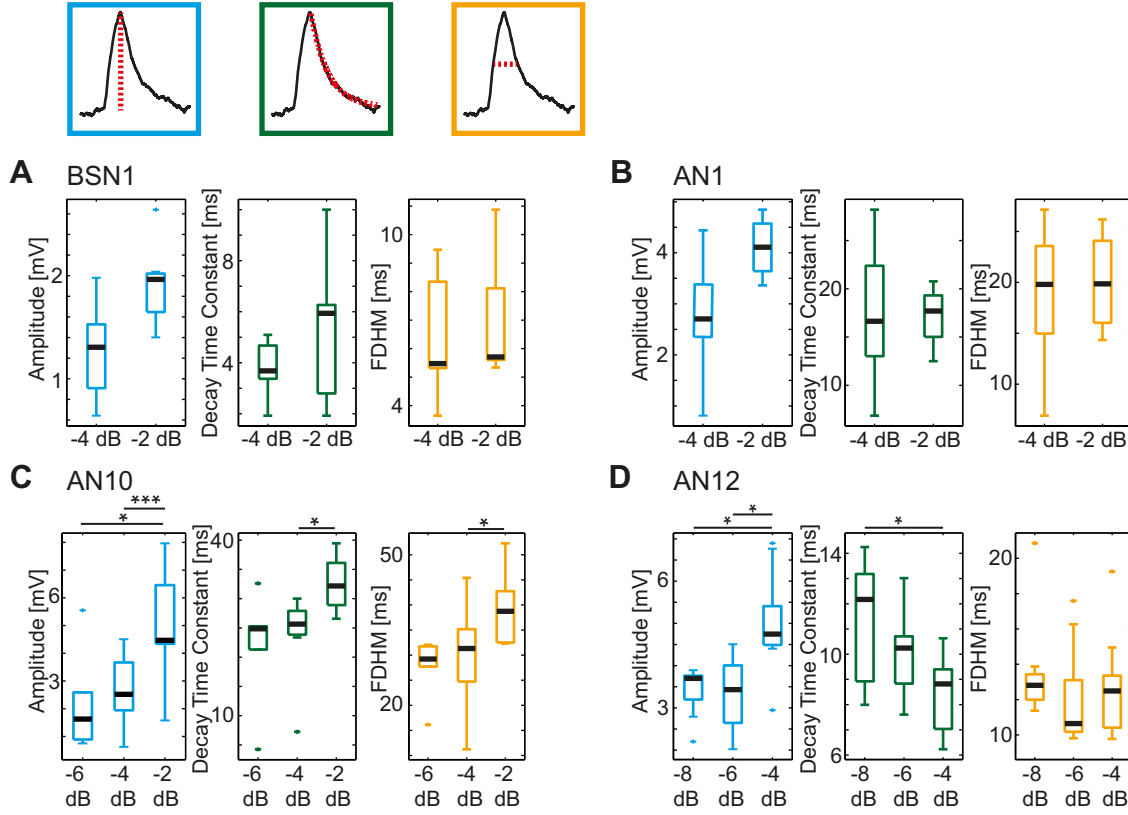 A BSN1
Amplitude [mV]
2
1
-4 dB -2 dB
Decay Time Constant [ms]
8
4
-4 dB -2 dB
FDHM [ms]
10
4
-4 dB -2 dB
B AN1
Amplitude [mV]
4
2
-4 dB -2 dB
Decay Time Constant [ms]
20
10
-4 dB -2 dB
FDHM [ms]
20
10
-4 dB -2 dB
C AN10
***
*
Amplitude [mV]
6
3
-6 -4 -2
dB dB dB
*
Decay Time Constant [ms]
40
10
-6 -4 -2
dB dB dB
*
FDHM [ms]
50
20
-6 -4 -2
dB dB dB
D AN12
*
*
Amplitude [mV]
6
3
-8 -6 -4
dB dB dB
*
Decay Time Constant [ms]
14
10
6
-8 -6 -4
dB dB dB
FDHM [ms]
20
10
-8 -6 -4
dB dB dB